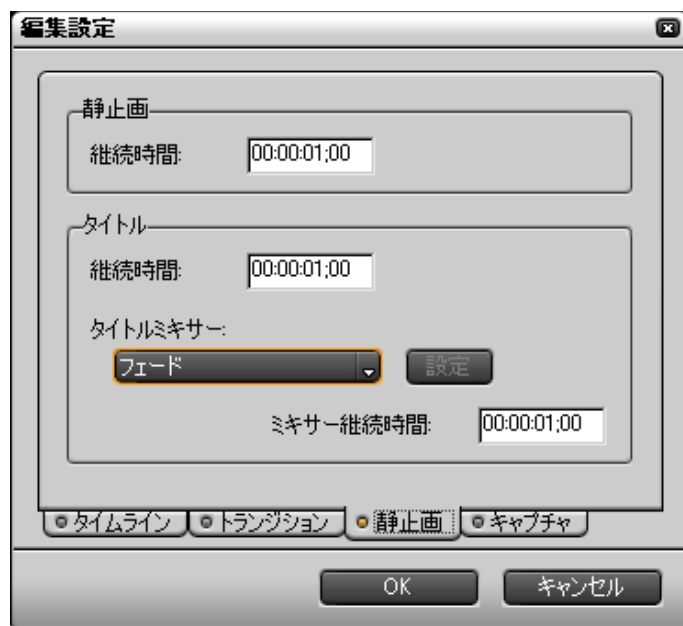 編集設定
静止画
継続時間: 00:00:01;00
タイトル
継続時間: 00:00:01;00
タイトルミキサー:
フェード 設定
ミキサー継続時間: 00:00:01;00
タイムライン トランジション 静止画 キャプチャ
OK キャンセル